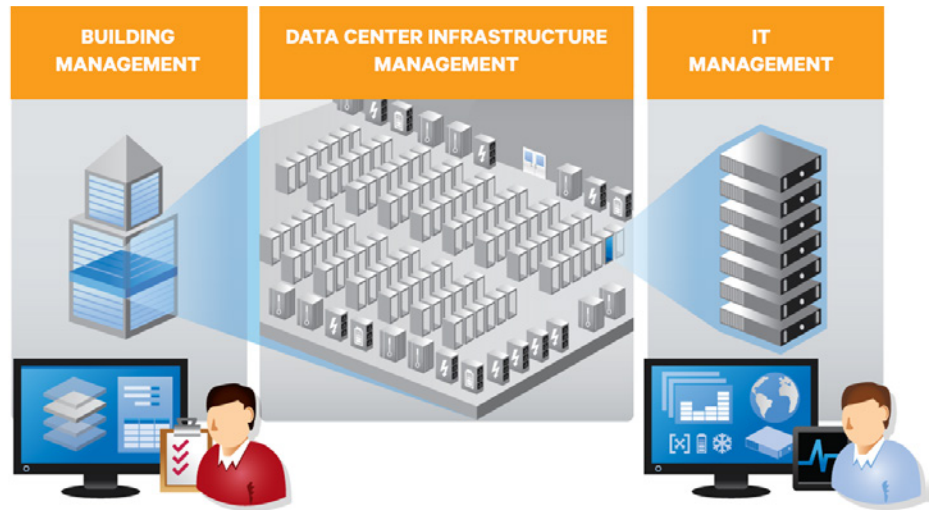 BUILDING
MANAGEMENT
DATA CENTER INFRASTRUCTURE
MANAGEMENT
IT
MANAGEMENT